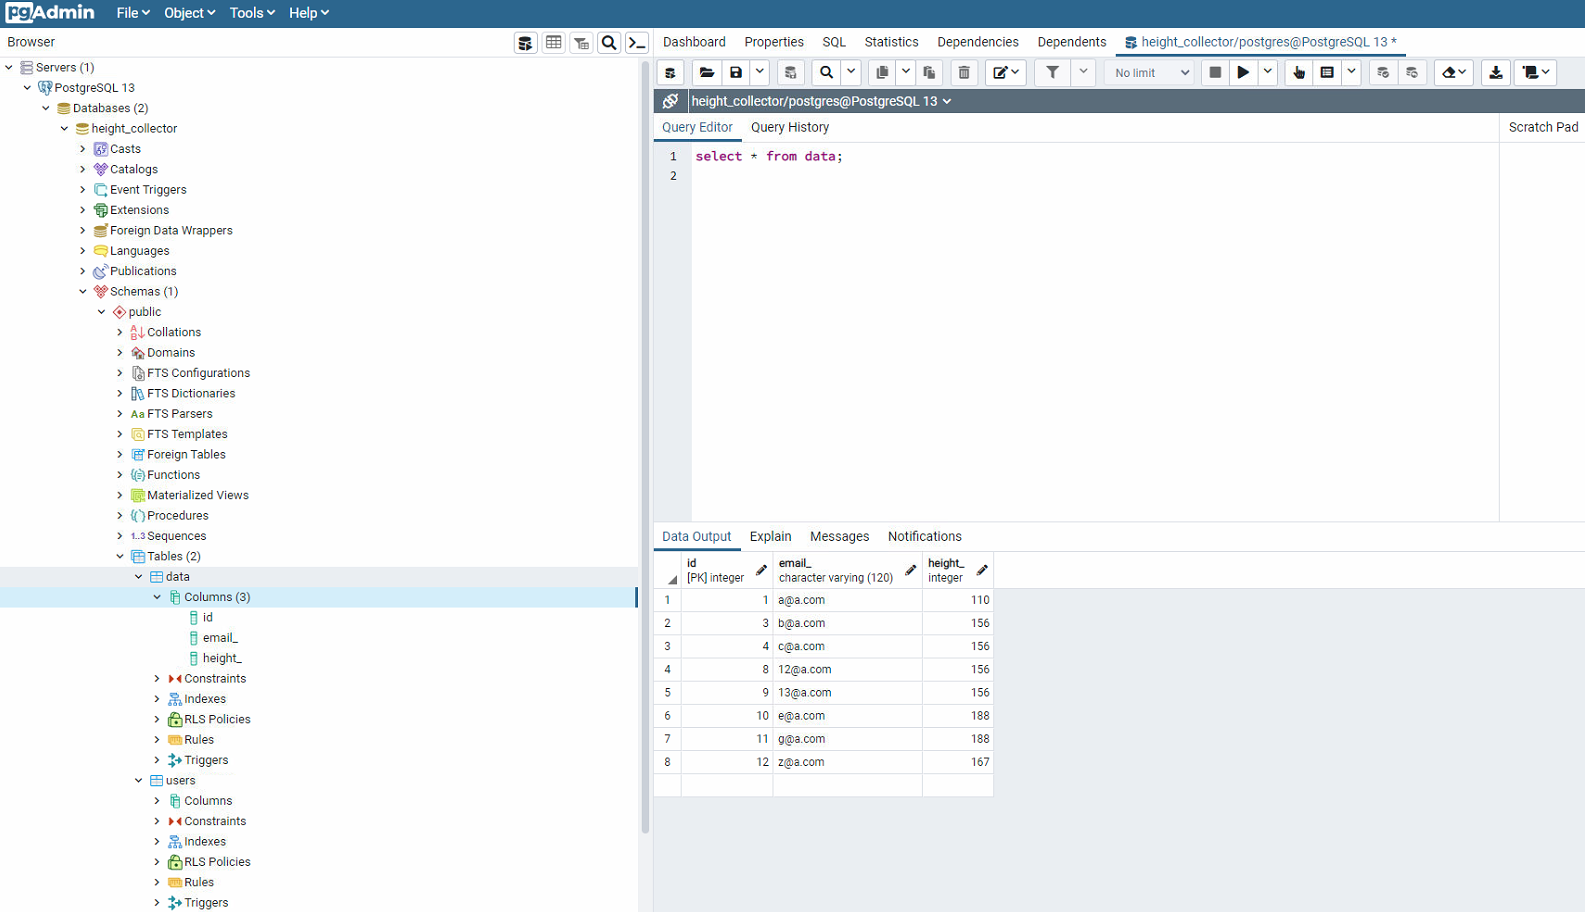 pgAdmin File Object Tools Help
Browser
Servers (1)
PostgreSQL 13
Databases (2)
height_collector
Casts
Catalogs
Event Triggers
Extensions
Foreign Data Wrappers
Languages
Publications
Schemas (1)
public
Collations
Domains
FTS Configurations
FTS Dictionaries
Aa FTS Parsers
FTS Templates
Foreign Tables
Functions
Materialized Views
Procedures
1..3 Sequences
Tables (2)
data
Columns (3)
id
email_
height_
Constraints
Indexes
RLS Policies
Rules
Triggers
users
Columns
Constraints
Indexes
RLS Policies
Rules
Triggers
Dashboard Properties SQL Statistics Dependencies Dependents height_collector/postgres@PostgreSQL 13 *
No limit
height_collector/postgres@PostgreSQL 13
Query Editor Query History Scratch Pad
1 select * from data;
2
Data Output Explain Messages Notifications
id email_ height_
[PK] integer character varying (120) integer
1 1 a@a.com 110
2 3 b@a.com 156
3 4 c@a.com 156
4 8 12@a.com 156
5 9 13@a.com 156
6 10 e@a.com 188
7 11 g@a.com 188
8 12 z@a.com 167